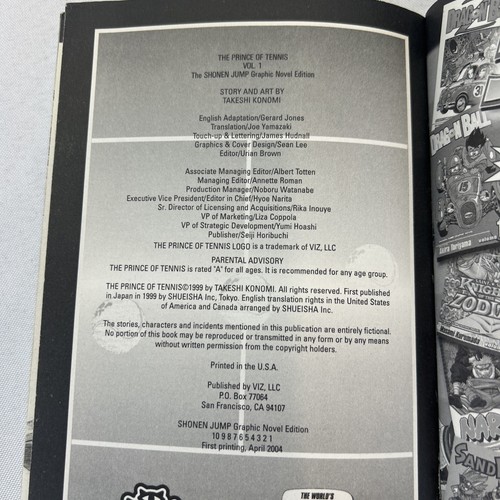 THE PRINCE OF TENNIS
VOL. 1
The SHONEN JUMP Graphic Novel Edition
STORY AND ART BY
TAKESHI KONOMI
English Adaptation/Gerard Jones
Translation/Joe Yamazaki
Touch-up & Lettering/James Hudnall
Graphics & Cover Design/Sean Lee
Editor/Urian Brown
Associate Managing Editor/Albert Totten
Managing Editor/Annette Roman
Production Manager/Noboru Watanabe
Executive Vice President/Editor in Chief/Hyoe Narita
Sr. Director of Licensing and Acquisitions/Rika Inouye
VP of Marketing/Liza Coppola
VP of Strategic Development/Yumi Hoashi
Publisher/Seiji Horibuchi
THE PRINCE OF TENNIS LOGO is a trademark of VIZ, LLC
PARENTAL ADVISORY
THE PRINCE OF TENNIS is rated "A" for all ages. It is recommended for any age group.
THE PRINCE OF TENNIS©1999 by TAKESHI KONOMI. All rights reserved. First published
in Japan in 1999 by SHUEISHA Inc, Tokyo. English translation rights in the United States
of America and Canada arranged by SHUEISHA Inc.
The stories, characters and incidents mentioned in this publication are entirely fictional.
No portion of this book may be reproduced or transmitted in any form or by any means
without written permission from the copyright holders.
Printed in the U.S.A.
Published by VIZ, LLC
P.O. Box 77064
San Francisco, CA 94107
SHONEN JUMP Graphic Novel Edition
10 9 8 7 6 5 4 3 2 1
First printing, April 2004
THE WORLD'S
DRAGON B
31
DRAGON BALL
15
Akira Toriyama
ZODI
Masami Kurumada
NAR
SAND